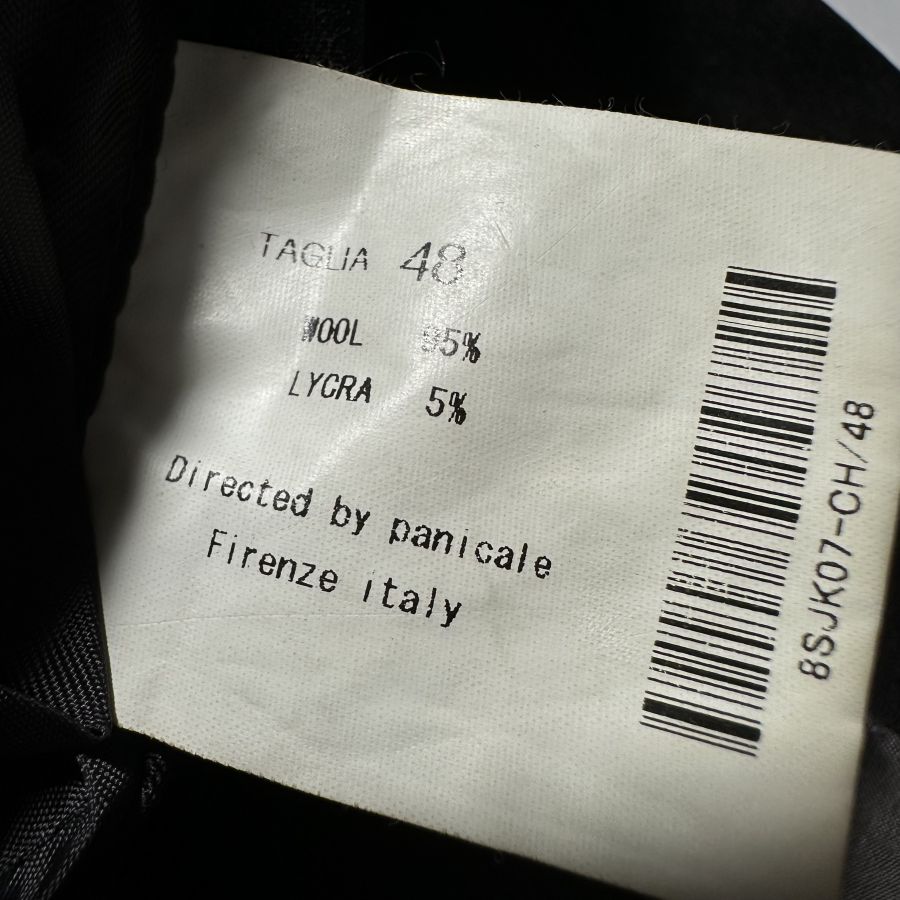 TAGLIA 48
WOOL 95%
LYCRA 5%
Directed by panicale
Firenze italy
8SJK07-CH/48